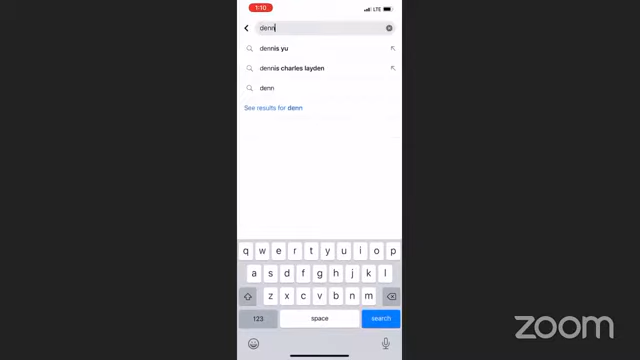 1:10
LTE
denn
dennis yu
dennis charles layden
denn
See results for denn
q w e r t y u i o p
a s d f g h j k l
z x c v b n m
123 space search
zoom